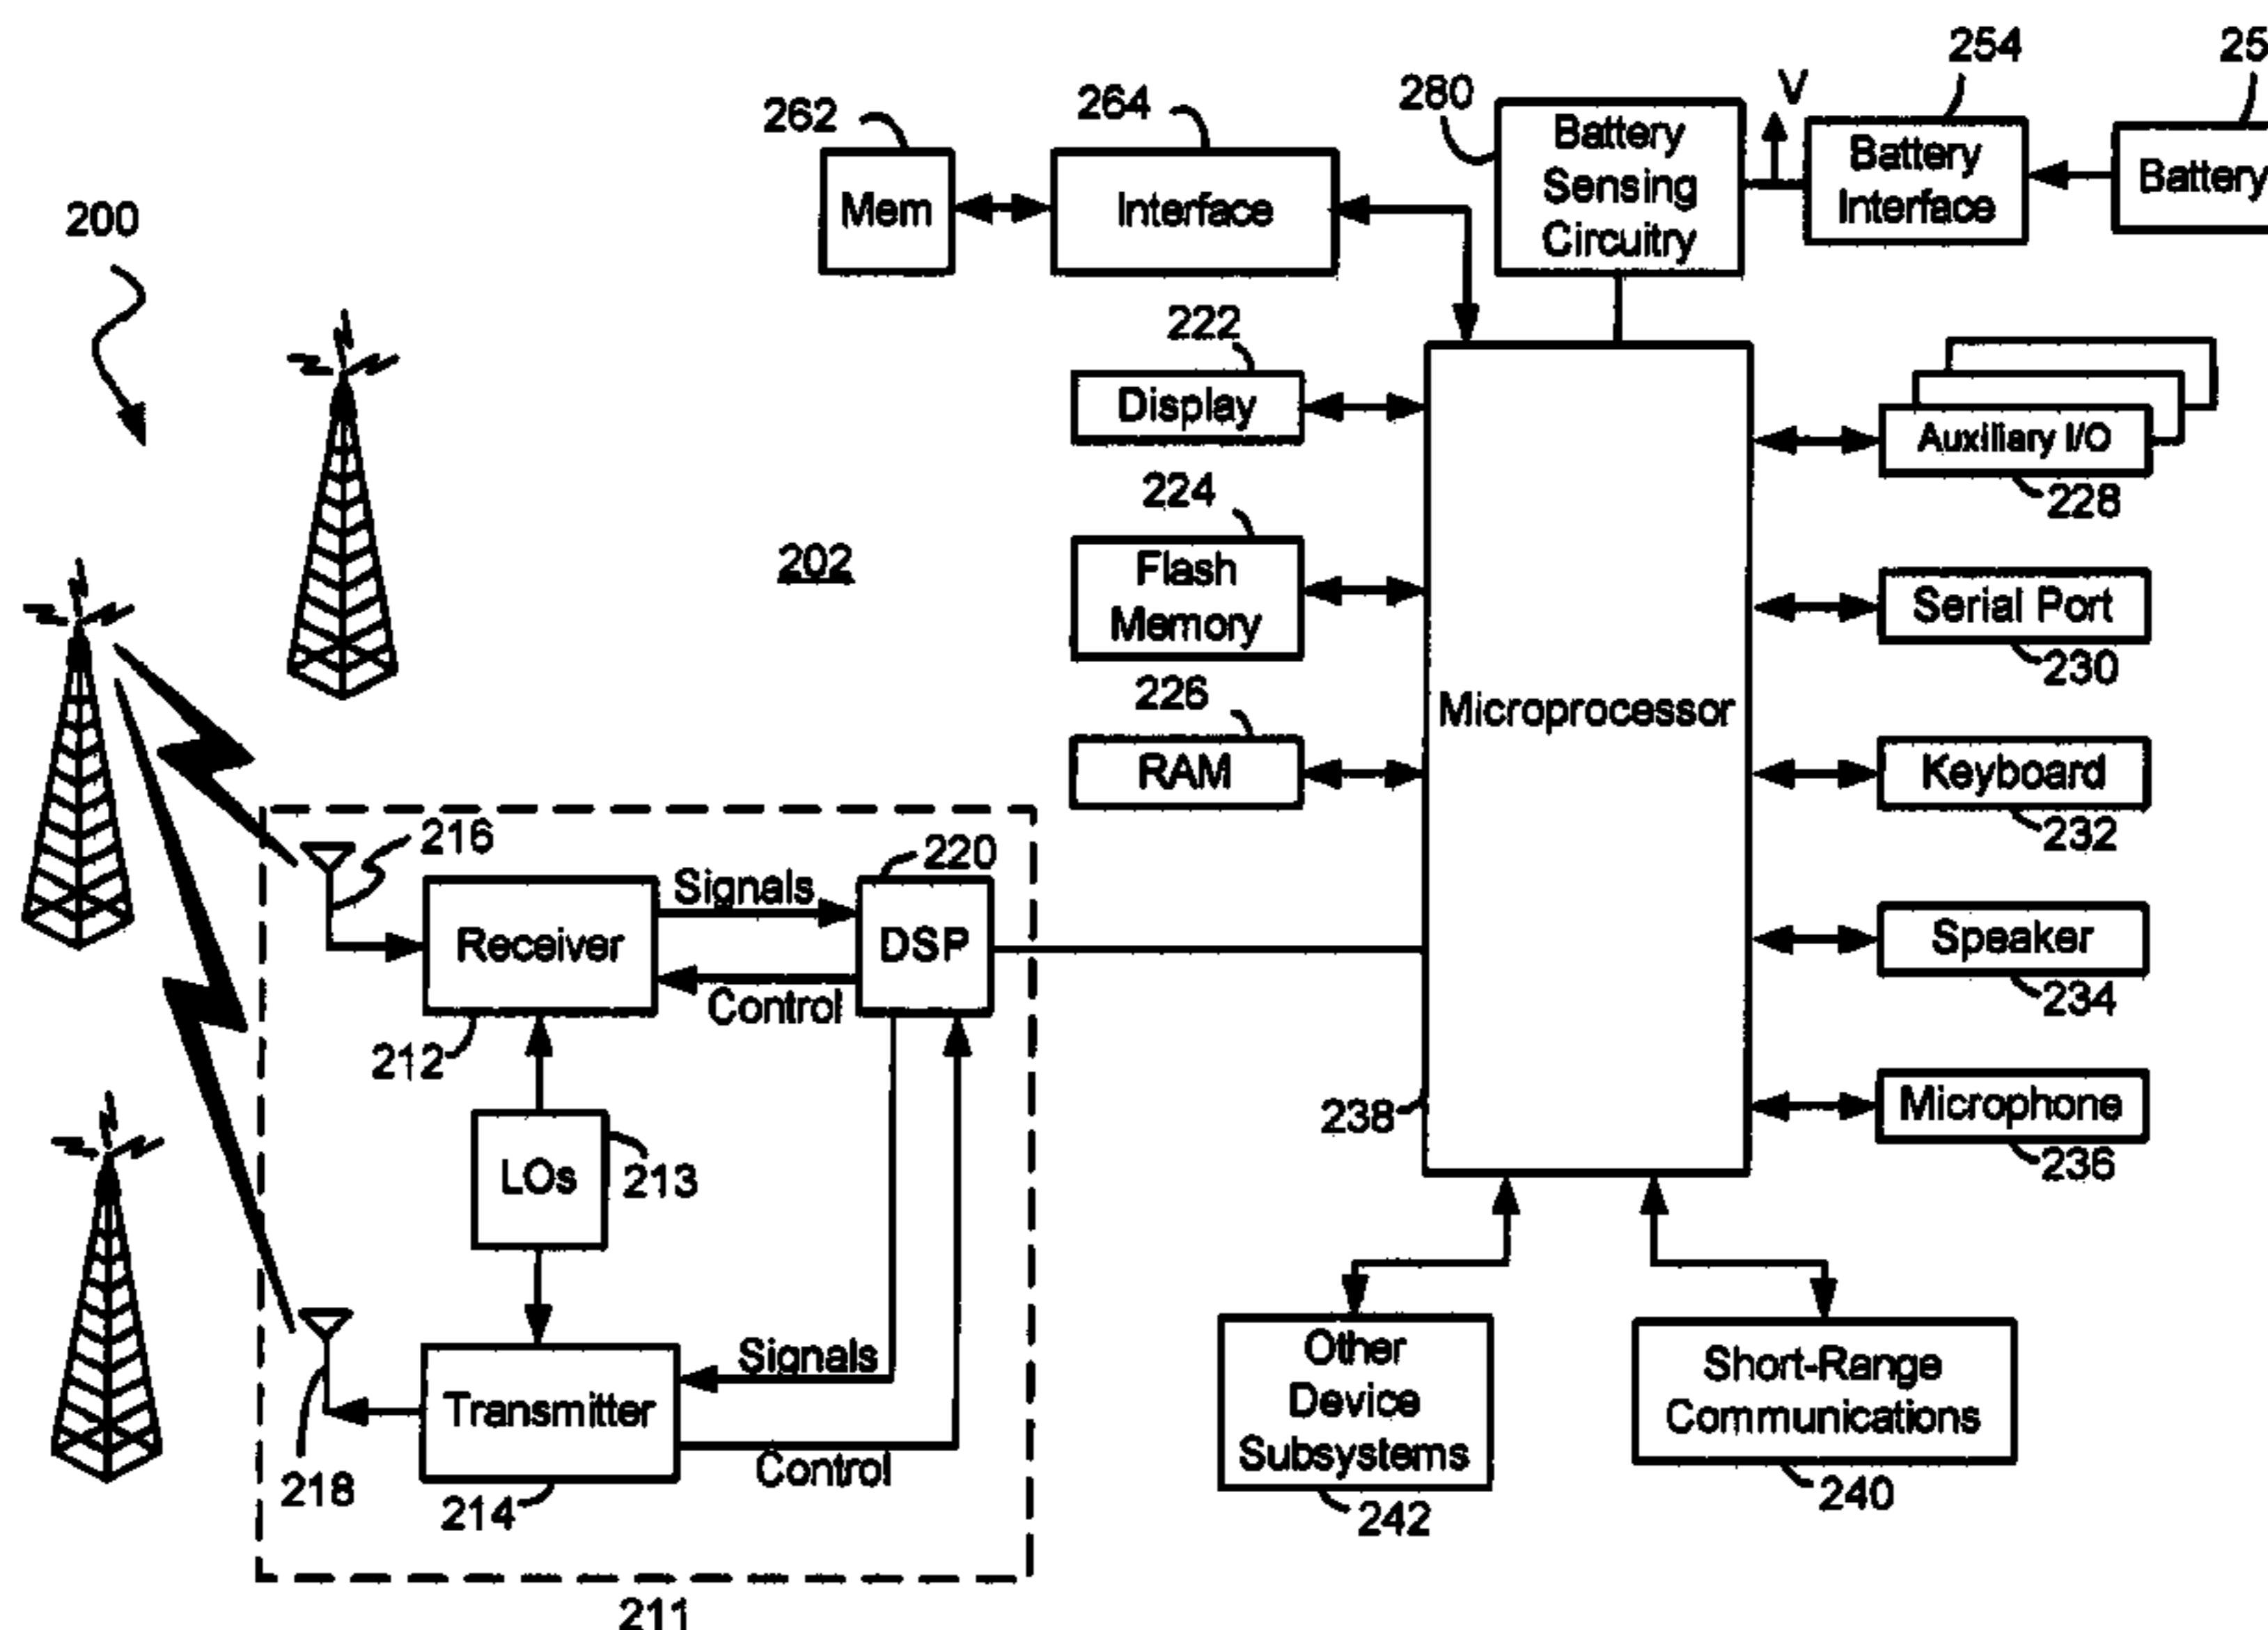 254
25
280
V
264
262
Battery
Sensing
Circuitry
Battery
Interface
Battery
Mem
Interface
200
222
Display
Auxiliary I/O
228
224
202
Flash
Memory
Serial Port
230
226
Microprocessor
RAM
Keyboard
232
216
220
Signals
Receiver
DSP
Speaker
Control
234
212
238
Microphone
236
LOs
213
Signals
Other
Device
Subsystems
Short-Range
Communications
Transmitter
Control
218
214
242
240
211